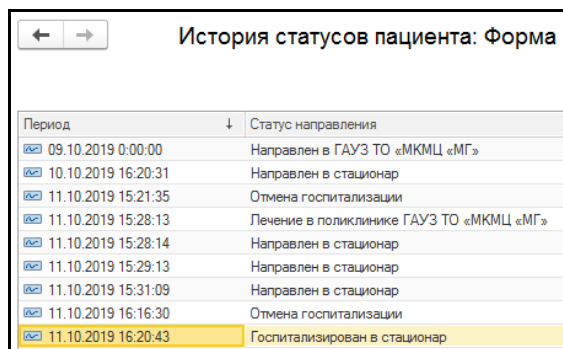 История статусов пациента: Форма
Период ↓ Статус направления
09.10.2019 0:00:00 Направлен в ГАУЗ ТО «МКМЦ «МГ»
10.10.2019 16:20:31 Направлен в стационар
11.10.2019 15:21:35 Отмена госпитализации
11.10.2019 15:28:13 Лечение в поликлинике ГАУЗ ТО «МКМЦ «МГ»
11.10.2019 15:28:14 Направлен в стационар
11.10.2019 15:29:13 Направлен в стационар
11.10.2019 15:31:09 Направлен в стационар
11.10.2019 16:16:30 Отмена госпитализации
11.10.2019 16:20:43 Госпитализирован в стационар